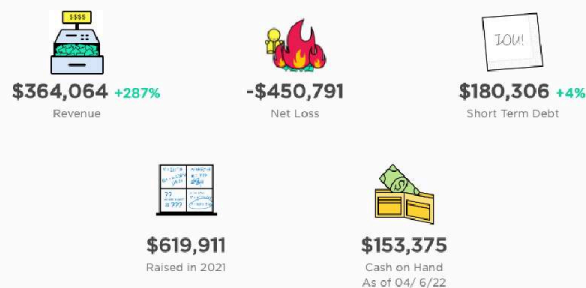 $$$$
IOU!
$364,064 +287%
Revenue
-$450,791
Net Loss
$180,306 +4%
Short Term Debt
??
$619,911
Raised in 2021
$153,375
Cash on Hand
As of 04/ 6/22